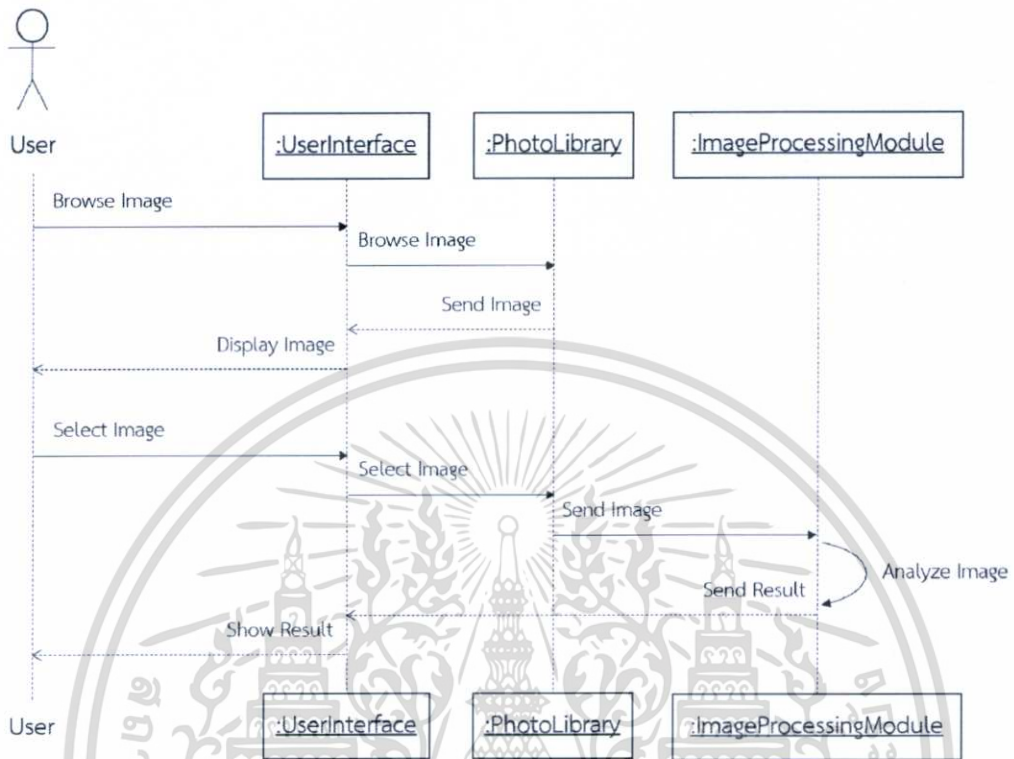 User
:UserInterface
:PhotoLibrary
:ImageProcessingModule
Browse Image
Browse Image
Send Image
Display Image
Select Image
Select Image
Send Image
Analyze Image
Send Result
Show Result
User
:UserInterface
:PhotoLibrary
:ImageProcessingModule